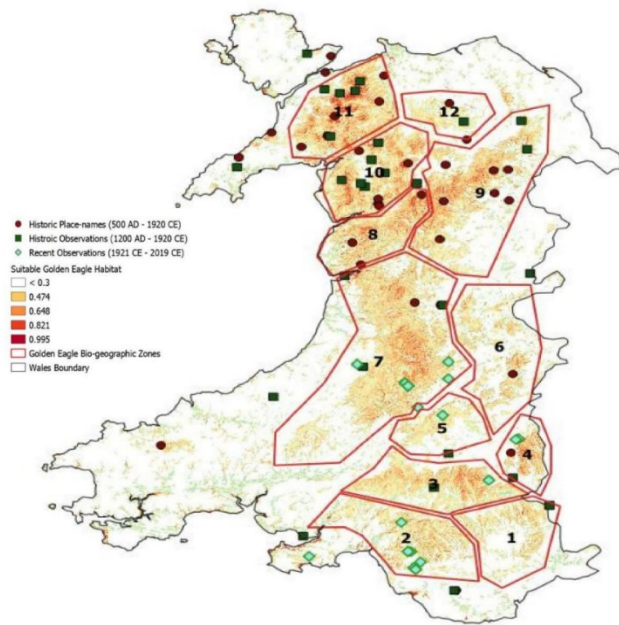 11
12
10
9
8
Historic Place-names (500 AD - 1920 CE)
Histroic Observations (1200 AD - 1920 CE)
Recent Observations (1921 CE - 2019 CE)
Suitable Golden Eagle Habitat
< 0.3
0.474
0.648
0.821
0.995
Golden Eagle Bio-geographic Zones
Wales Boundary
6
7
5
4
3
2
1